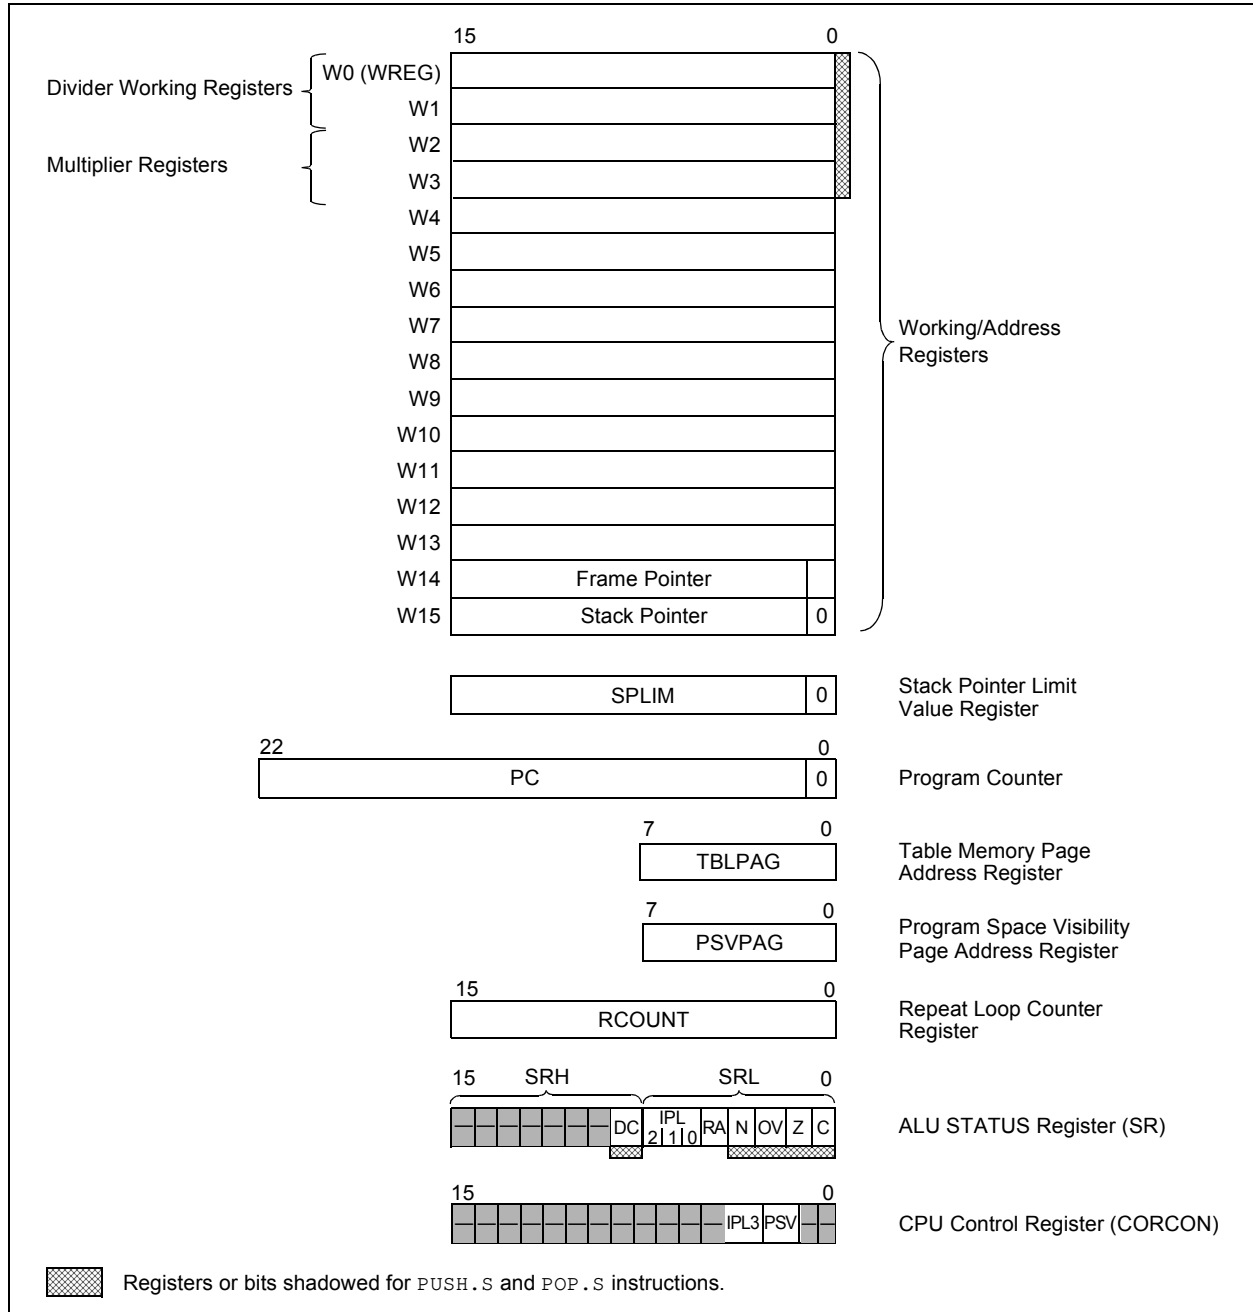 15 0
W0 (WREG)
Divider Working Registers
W1
W2
Multiplier Registers
W3
W4
W5
W6
W7
Working/Address
Registers
W8
W9
W10
W11
W12
W13
W14 Frame Pointer
W15 Stack Pointer 0
SPLIM 0
Stack Pointer Limit
Value Register
22 0
PC 0 Program Counter
7 0
TBLPAG
Table Memory Page
Address Register
7 0
PSVPAG
Program Space Visibility
Page Address Register
15 0
RCOUNT
Repeat Loop Counter
Register
15 SRH SRL 0
— — — — — — — DC IPL 2 1 0 RA N OV Z C ALU STATUS Register (SR)
15 0
— — — — — — — — — — — — IPL3 PSV — — CPU Control Register (CORCON)
Registers or bits shadowed for PUSH.S and POP.S instructions.